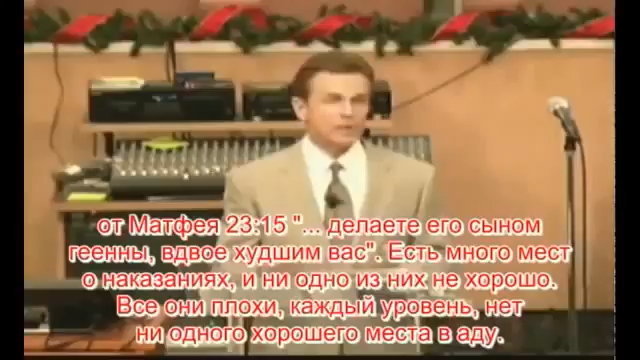 от Матфея 23:15 "... делаете его сыном
геенны, вдвое худшим вас". Есть много мест
о наказаниях, и ни одно из них не хорошо.
Все они плохи, каждый уровень, нет
ни одного хорошего места в аду.